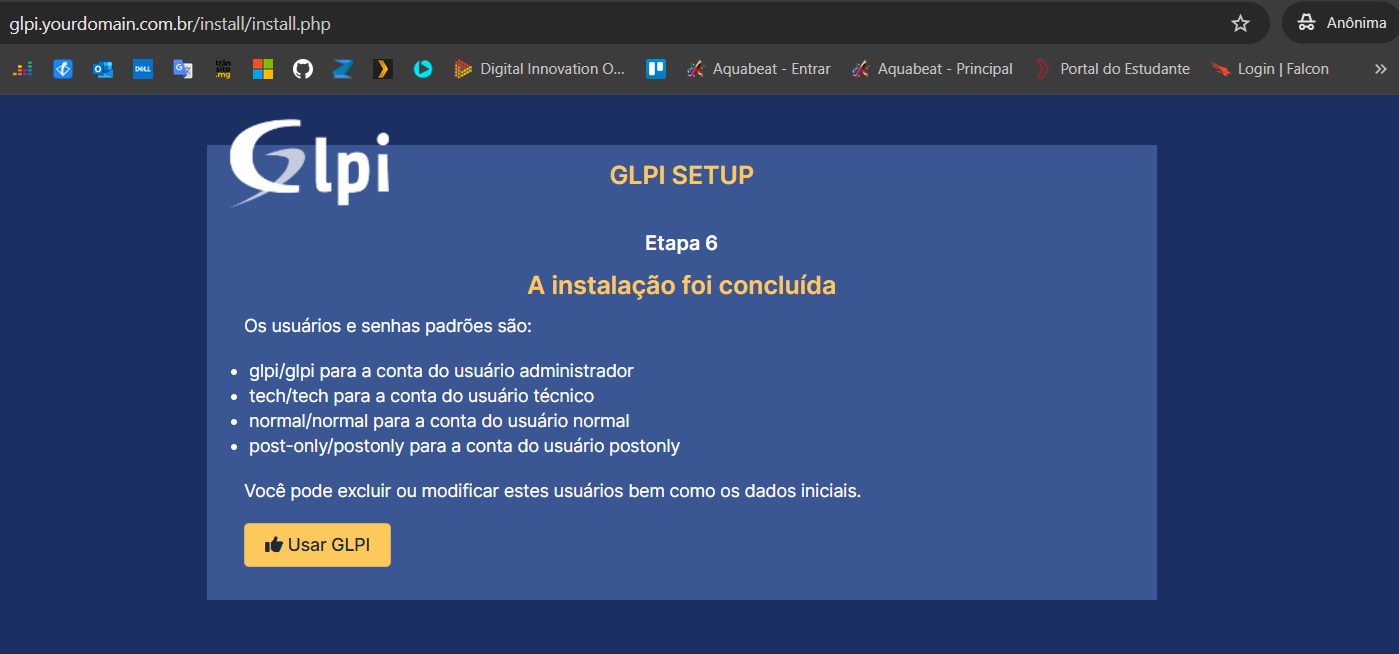 glpi.yourdomain.com.br/install/install.php
Anônima
DELL
trân
sito
.mg
Digital Innovation O...
Aquabeat - Entrar
Aquabeat - Principal
Portal do Estudante
Login | Falcon
Glpi
GLPI SETUP
Etapa 6
A instalação foi concluída
Os usuários e senhas padrões são:
glpi/glpi para a conta do usuário administrador
tech/tech para a conta do usuário técnico
normal/normal para a conta do usuário normal
post-only/postonly para a conta do usuário postonly
Você pode excluir ou modificar estes usuários bem como os dados iniciais.
Usar GLPI